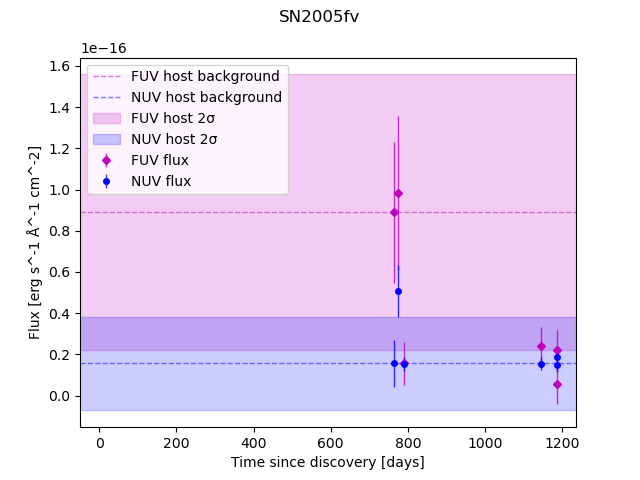 SN2005fv
1e−16
FUV host background
NUV host background
FUV host 2σ
NUV host 2σ
FUV flux
NUV flux
Flux [erg s^-1 Å^-1 cm^-2]
1.6
1.4
1.2
1.0
0.8
0.6
0.4
0.2
0.0
0
200
400
600
800
1000
1200
Time since discovery [days]